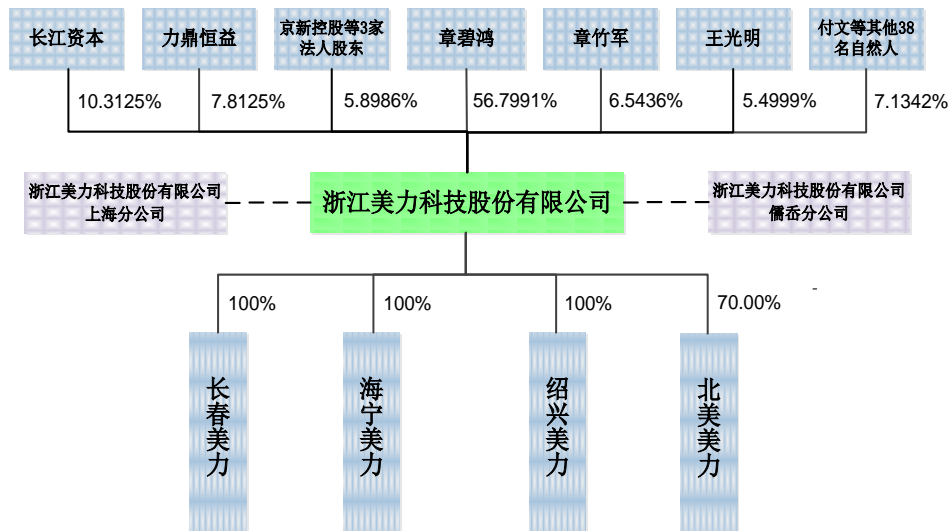 长江资本
力鼎恒益
京新控股等3家
法人股东
章碧鸿
章竹军
王光明
付文等其他38
名自然人
10.3125%
7.8125%
5.8986%
56.7991%
6.5436%
5.4999%
7.1342%
浙江美力科技股份有限公司
上海分公司
浙江美力科技股份有限公司
浙江美力科技股份有限公司
儒岙分公司
100%
100%
100%
70.00%
-
长春美力
海宁美力
绍兴美力
北美美力